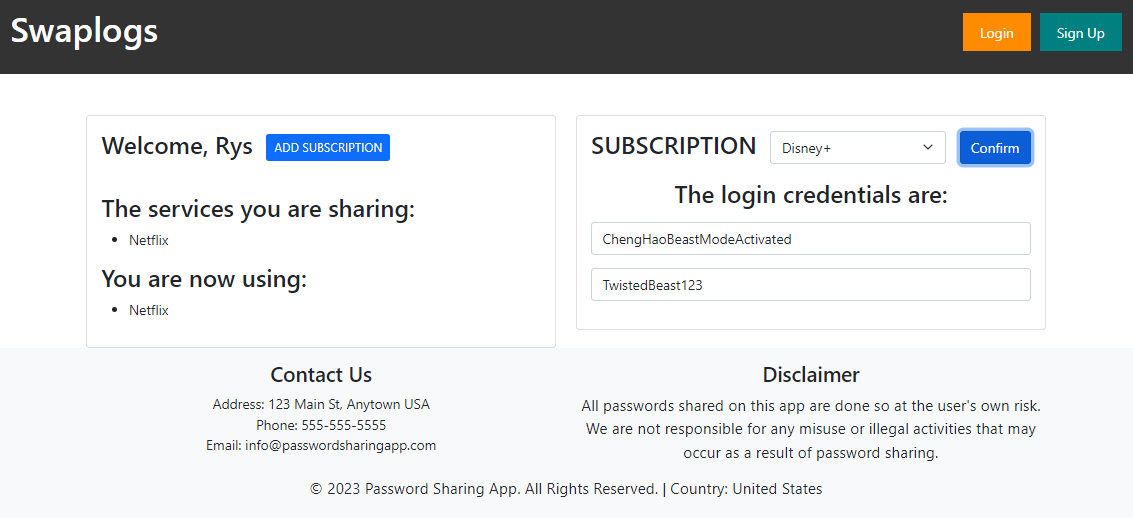 Swaplogs
Login
Sign Up
Welcome, Rys
ADD SUBSCRIPTION
The services you are sharing:
• Netflix
You are now using:
• Netflix
SUBSCRIPTION
Disney+
Confirm
The login credentials are:
ChengHaoBeastModeActivated
TwistedBeast123
Contact Us
Address: 123 Main St, Anytown USA
Phone: 555-555-5555
Email: info@passwordsharingapp.com
Disclaimer
All passwords shared on this app are done so at the user's own risk.
We are not responsible for any misuse or illegal activities that may
occur as a result of password sharing.
© 2023 Password Sharing App. All Rights Reserved. | Country: United States